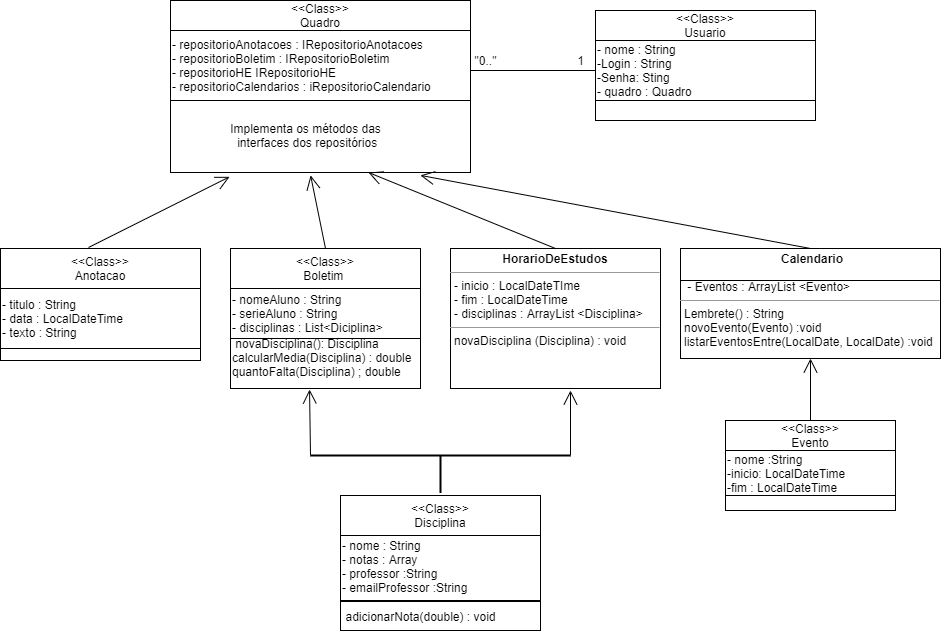 <<Class>>
Quadro
- repositorioAnotacoes : IRepositorioAnotacoes
- repositorioBoletim : IRepositorioBoletim
- repositorioHE IRepositorioHE
- repositorioCalendarios : iRepositorioCalendario
Implementa os métodos das
interfaces dos repositórios
"0.."
1
<<Class>>
Usuario
- nome : String
-Login : String
-Senha: Sting
- quadro : Quadro
<<Class>>
Anotacao
- titulo : String
- data : LocalDateTime
- texto : String
<<Class>>
Boletim
- nomeAluno : String
- serieAluno : String
- disciplinas : List<Diciplina>
novaDisciplina(): Disciplina
calcularMedia(Disciplina) : double
quantoFalta(Disciplina) ; double
HorarioDeEstudos
- inicio : LocalDateTIme
- fim : LocalDateTime
- disciplinas : ArrayList <Disciplina>
novaDisciplina (Disciplina) : void
Calendario
- Eventos : ArrayList <Evento>
Lembrete() : String
novoEvento(Evento) :void
listarEventosEntre(LocalDate, LocalDate) :void
<<Class>>
Evento
- nome :String
-inicio: LocalDateTime
-fim : LocalDateTime
<<Class>>
Disciplina
- nome : String
- notas : Array
- professor :String
- emailProfessor :String
adicionarNota(double) : void